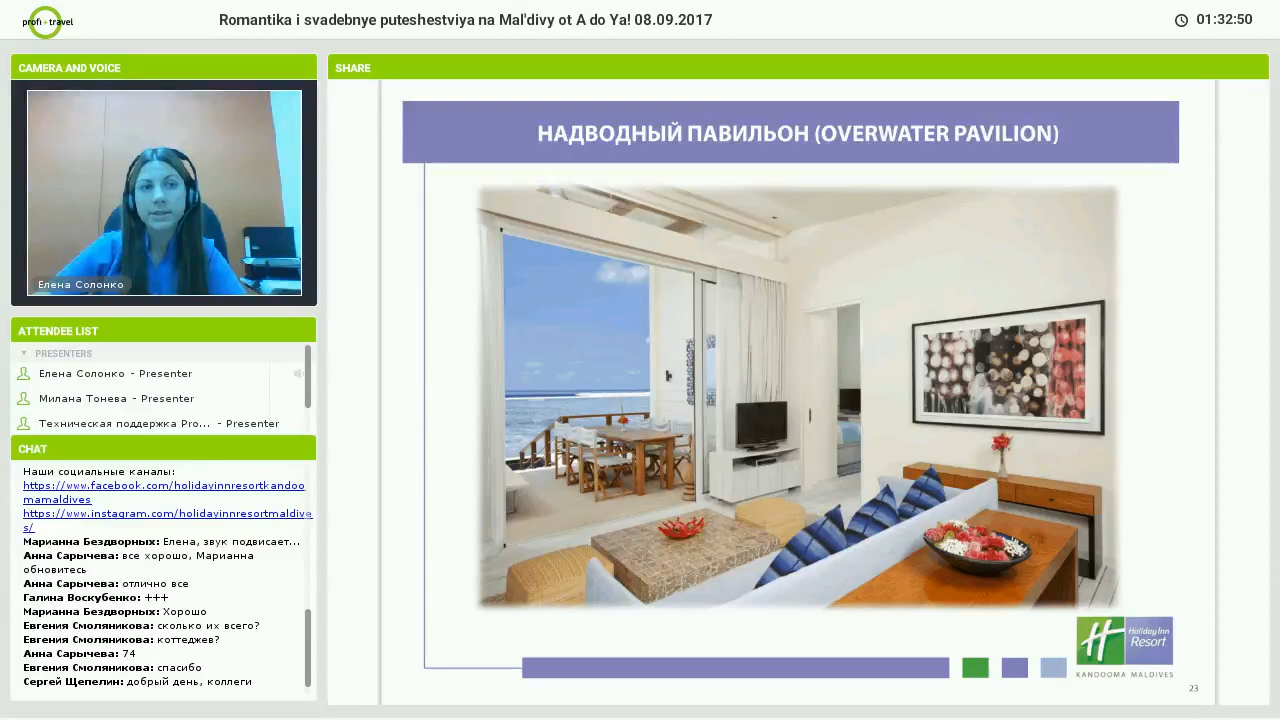 profi travel
Romantika i svadebnye puteshestviya na Mal'divy ot A do Ya! 08.09.2017
01:32:50
CAMERA AND VOICE
Елена Солонко
ATTENDEE LIST
PRESENTERS
Елена Солонко - Presenter
Милана Тонева - Presenter
Техническая поддержка Pro... - Presenter
CHAT
Наши социальные каналы:
https://www.facebook.com/holidayinnresortkandoo
mamaldives
https://www.instagram.com/holidayinnresortmaldive
s/
Марианна Бездворных: Елена, звук подвисает...
Анна Сарычева: все хорошо, Марианна
обновитесь
Анна Сарычева: отлично все
Галина Воскубенко: +++
Марианна Бездворных: Хорошо
Евгения Смоляникова: сколько их всего?
Евгения Смоляникова: коттеджев?
Анна Сарычева: 74
Евгения Смоляникова: спасибо
Сергей Щепелин: добрый день, коллеги
SHARE
НАДВОДНЫЙ ПАВИЛЬОН (OVERWATER PAVILION)
H
Holiday Inn
Resort
KANDOOMA MALDIVES
23